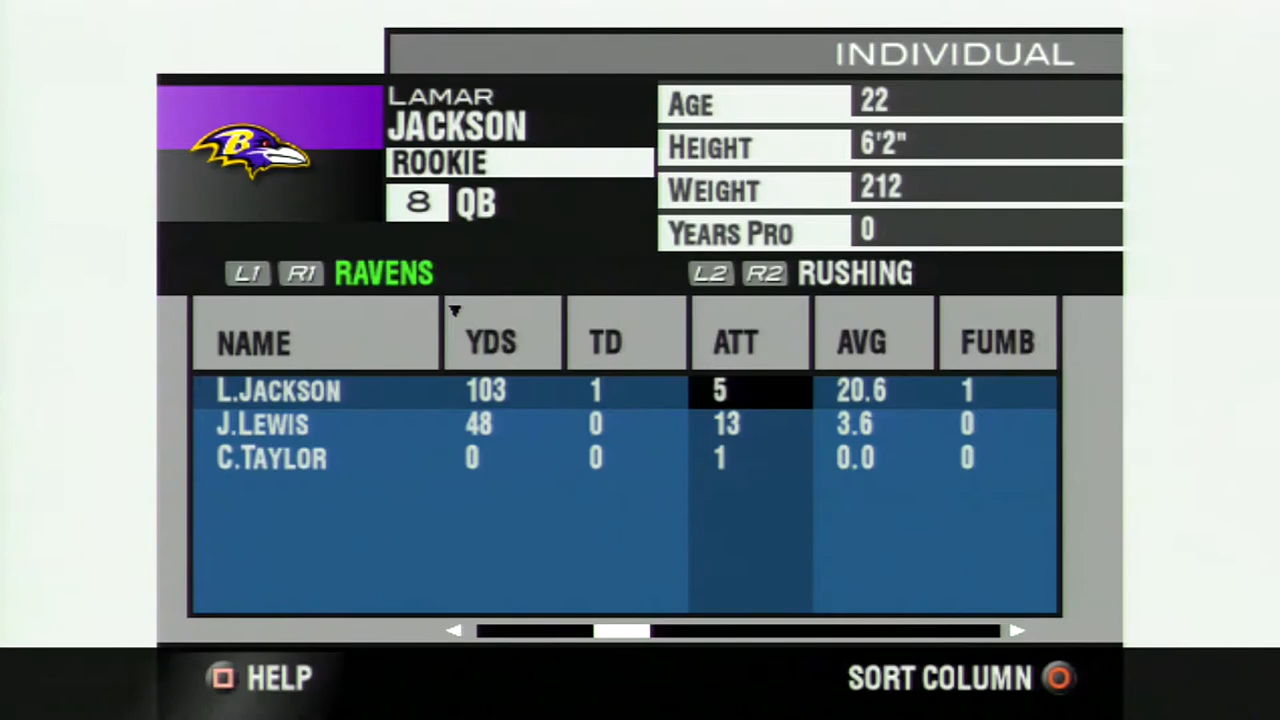 INDIVIDUAL
LAMAR
JACKSON
ROOKIE
8 QB
AGE 22
HEIGHT 6'2"
WEIGHT 212
YEARS PRO 0
L1 R1 RAVENS L2 R2 RUSHING
NAME YDS TD ATT AVG FUMB
L.JACKSON 103 1 5 20.6 1
J.LEWIS 48 0 13 3.6 0
C.TAYLOR 0 0 1 0.0 0
HELP SORT COLUMN
B